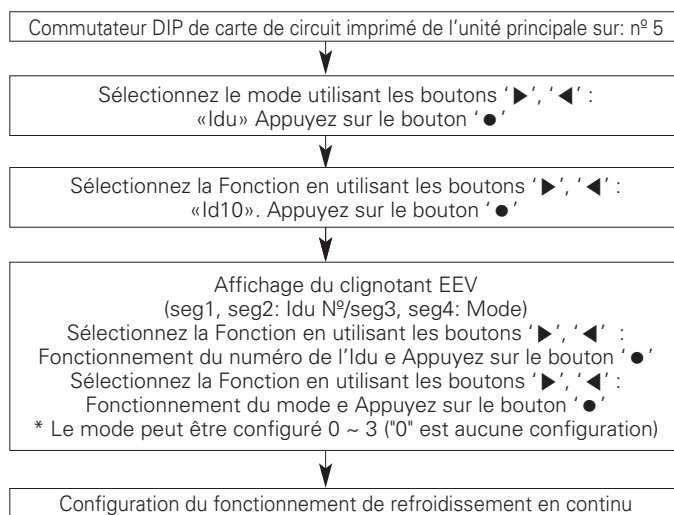 Commutateur DIP de carte de circuit imprimé de l'unité principale sur: nº 5
Sélectionnez le mode utilisant les boutons ‘▶’, ‘◀’ :
«Idu» Appuyez sur le bouton ‘●’
Sélectionnez la Fonction en utilisant les boutons ‘▶’, ‘◀’ :
«Id10». Appuyez sur le bouton ‘●’
Affichage du clignotant EEV
(seg1, seg2: Idu Nº/seg3, seg4: Mode)
Sélectionnez la Fonction en utilisant les boutons ‘▶’, ‘◀’ :
Fonctionnement du numéro de l'Idu e Appuyez sur le bouton ‘●’
Sélectionnez la Fonction en utilisant les boutons ‘▶’, ‘◀’ :
Fonctionnement du mode e Appuyez sur le bouton ‘●’
* Le mode peut être configuré 0 ~ 3 ("0" est aucune configuration)
Configuration du fonctionnement de refroidissement en continu